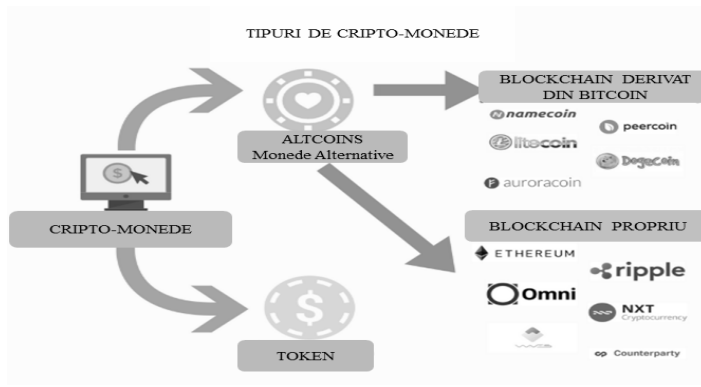 TIPURI DE CRIPTO-MONEDE
BLOCKCHAIN DERIVAT
DIN BITCOIN
namecoin
peercoin
litecoin
Dogecoin
auroracoin
ALTCOINS
Monede Alternative
CRIPTO-MONEDE
BLOCKCHAIN PROPRIU
ETHEREUM
ripple
Omni
NXT
Cryptocurrency
Counterparty
TOKEN